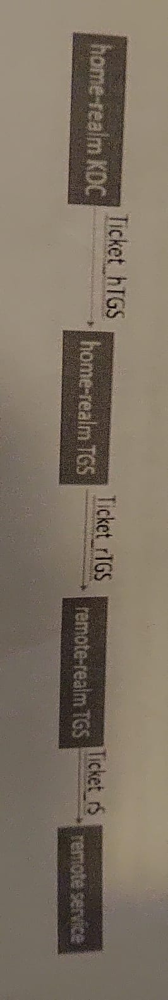 home-realm KDC
Ticket_hTGS
home-realm TGS
Ticket_rTGS
remote-realm TGS
Ticket_rS
remote service